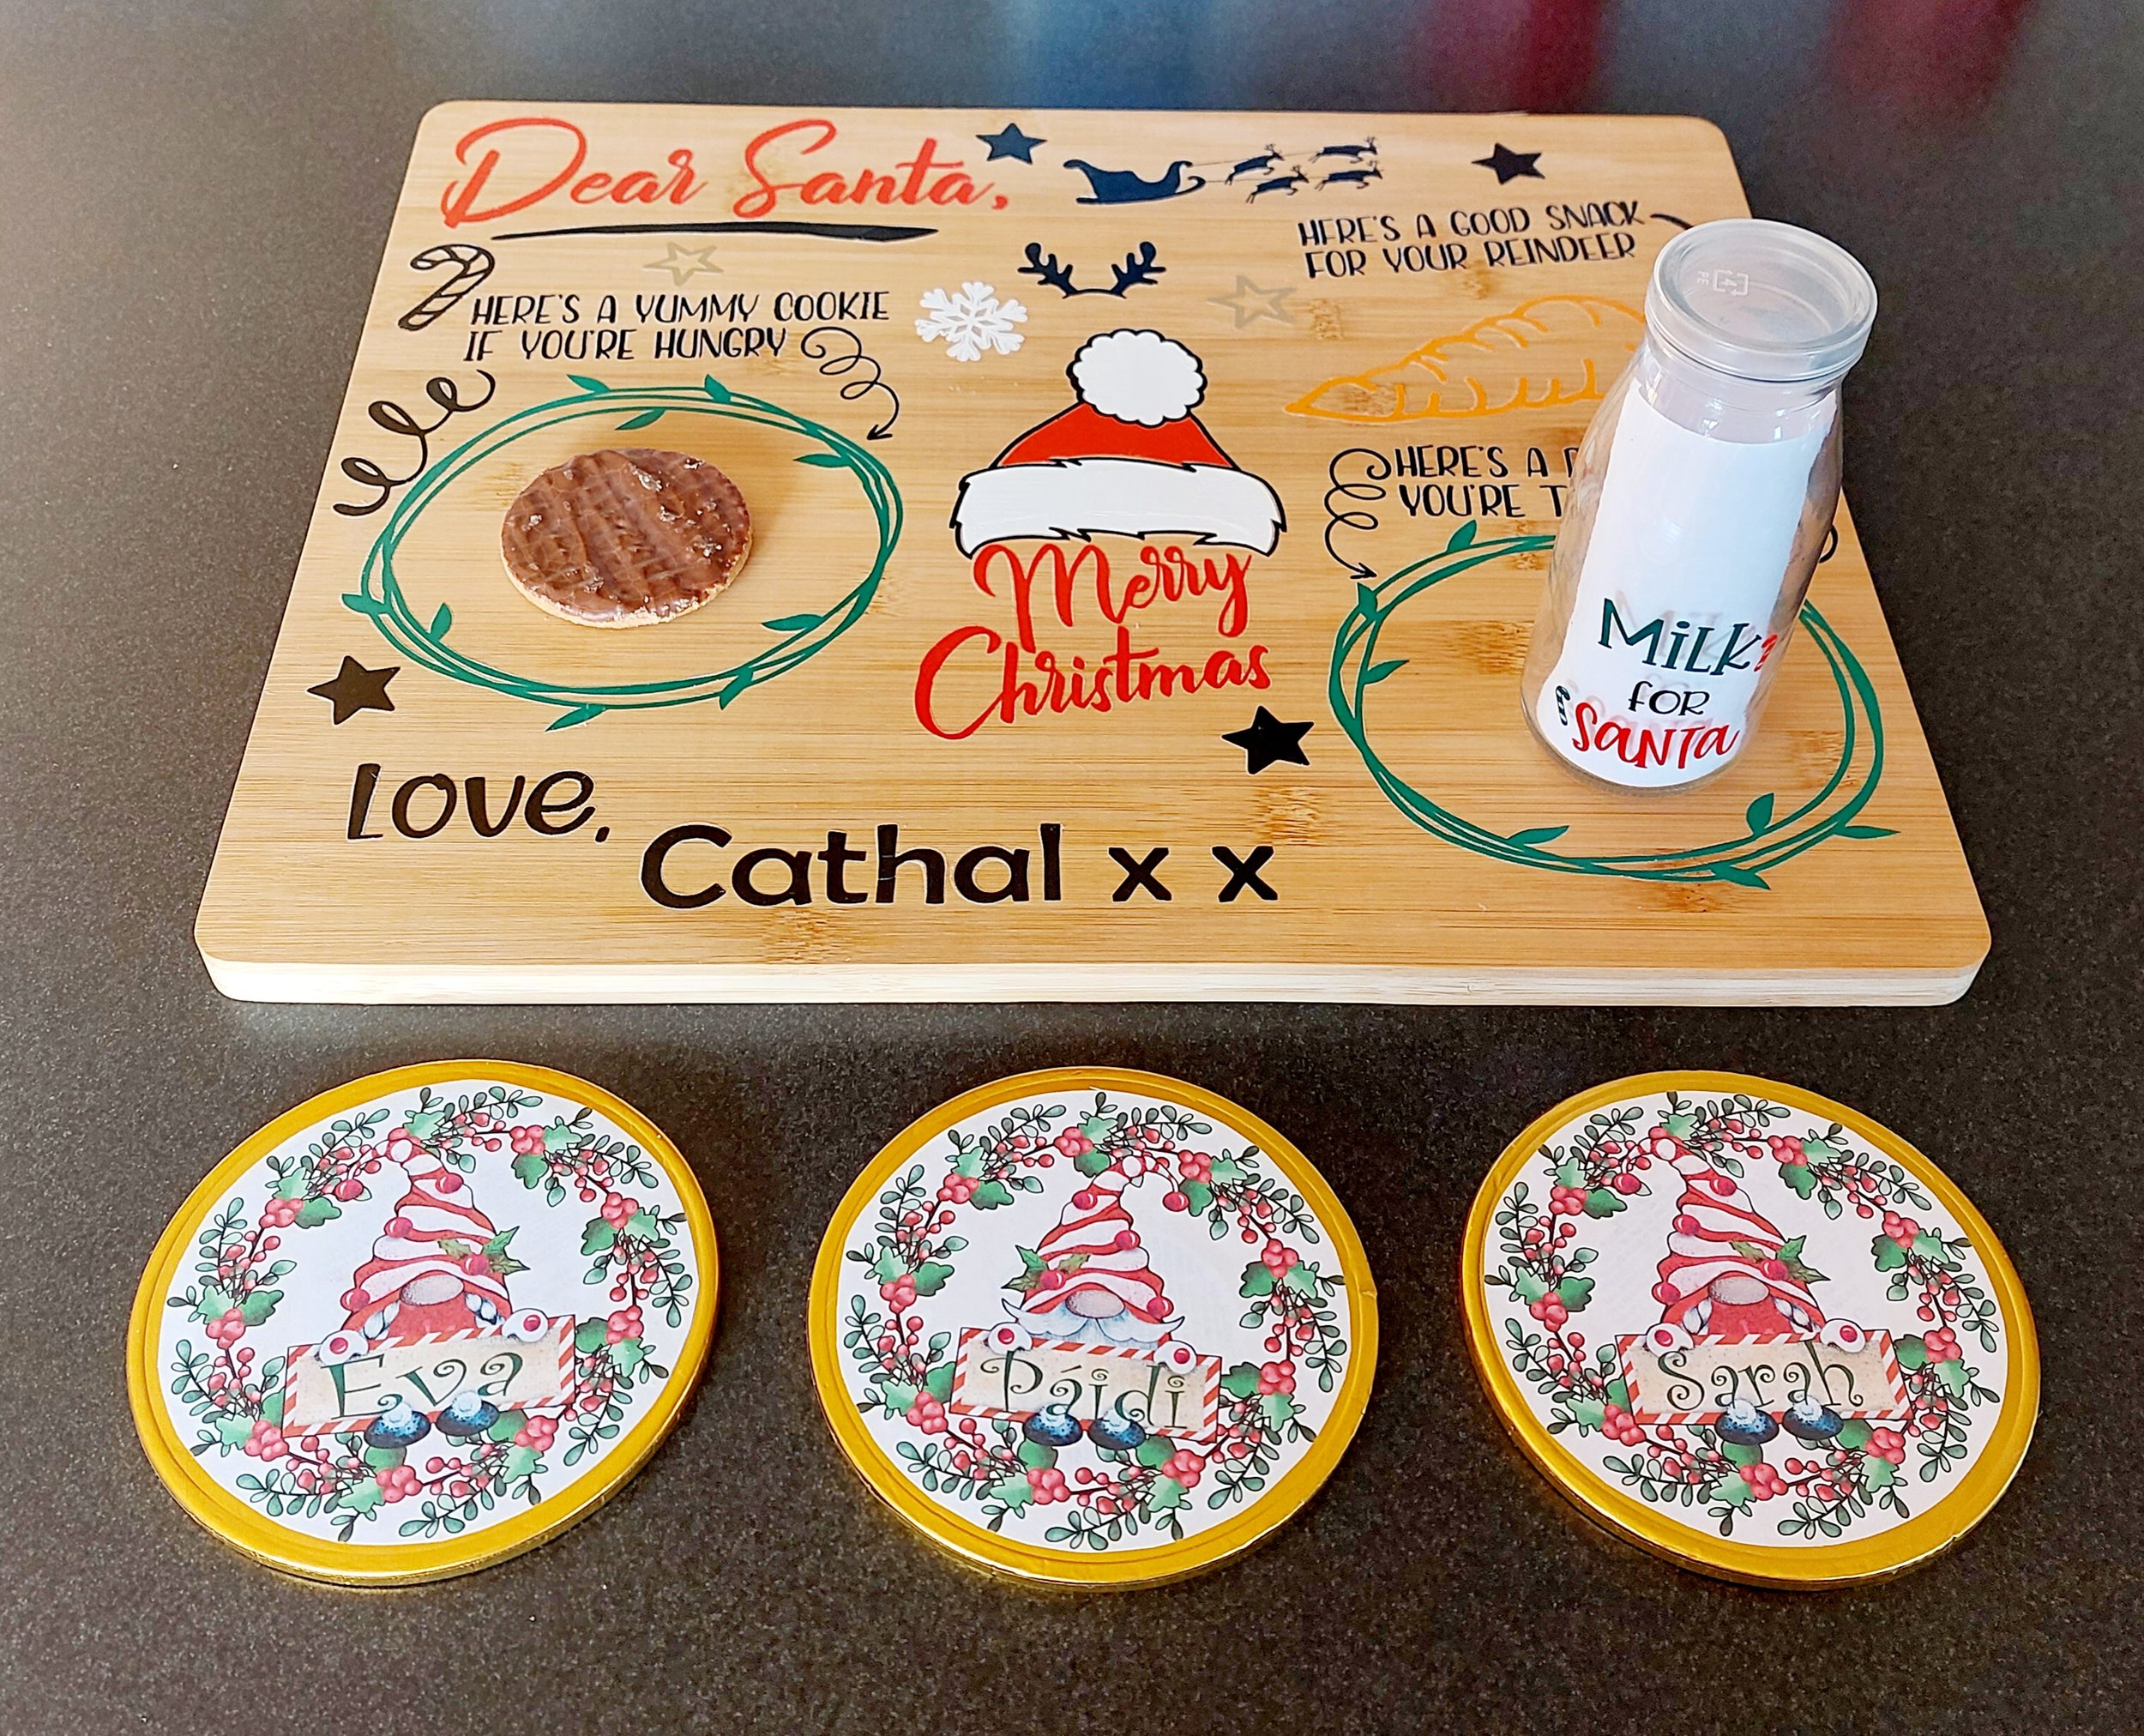 Dear Santa,
HERE'S A GOOD SNACK
FOR YOUR REINDEER
HERE'S A YUMMY COOKIE
IF YOU'RE HUNGRY
HERE'S A
YOU'RE
Merry
Christmas
MiLK
FOR
SANTA
Love,
Cathal x x
Eva
Páidi
Sarah